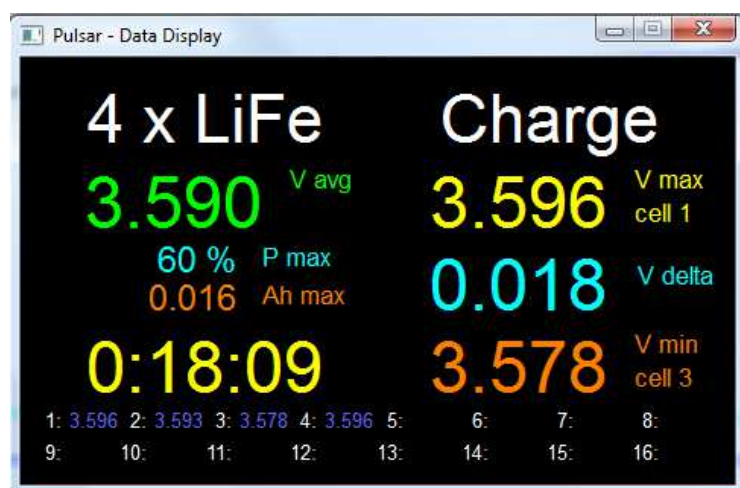 Pulsar - Data Display
4 x LiFe Charge
3.590 V avg 3.596 V max cell 1
60 % P max
0.016 Ah max
0.018 V delta
0:18:09 3.578 V min cell 3
1: 3.596 2: 3.593 3: 3.578 4: 3.596 5: 6: 7: 8:
9: 10: 11: 12: 13: 14: 15: 16: